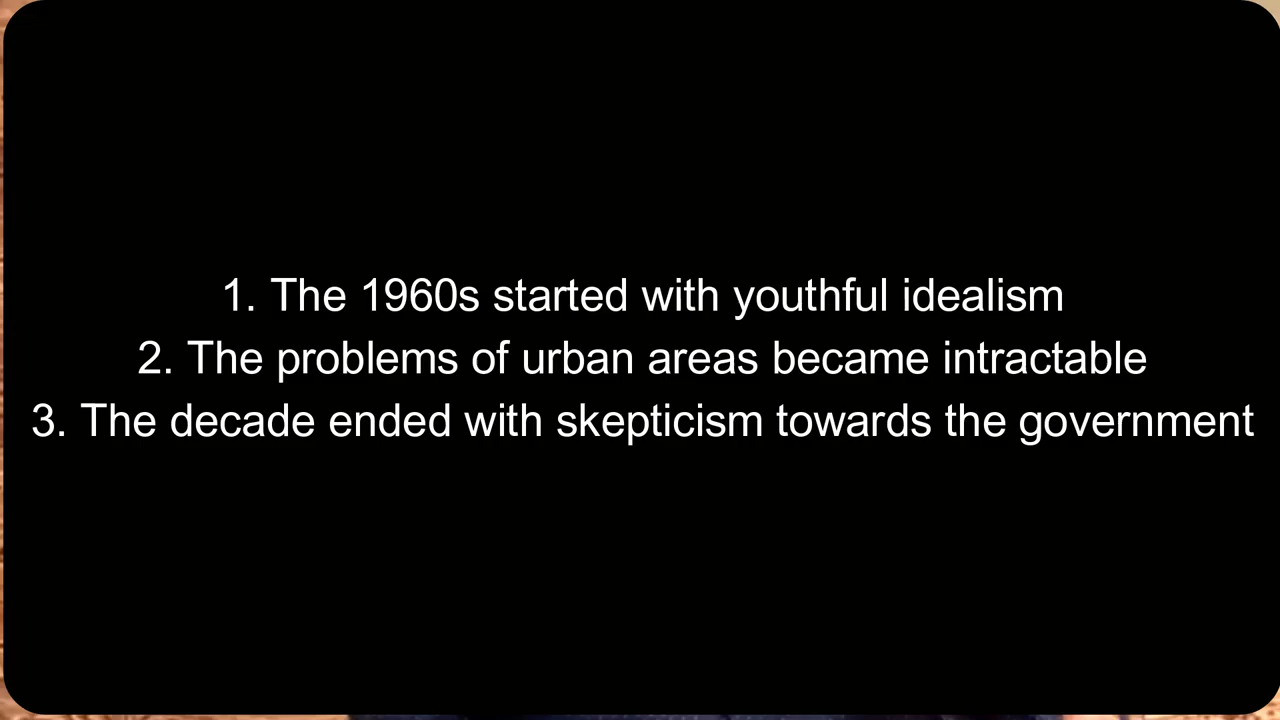 1. The 1960s started with youthful idealism
2. The problems of urban areas became intractable
3. The decade ended with skepticism towards the government